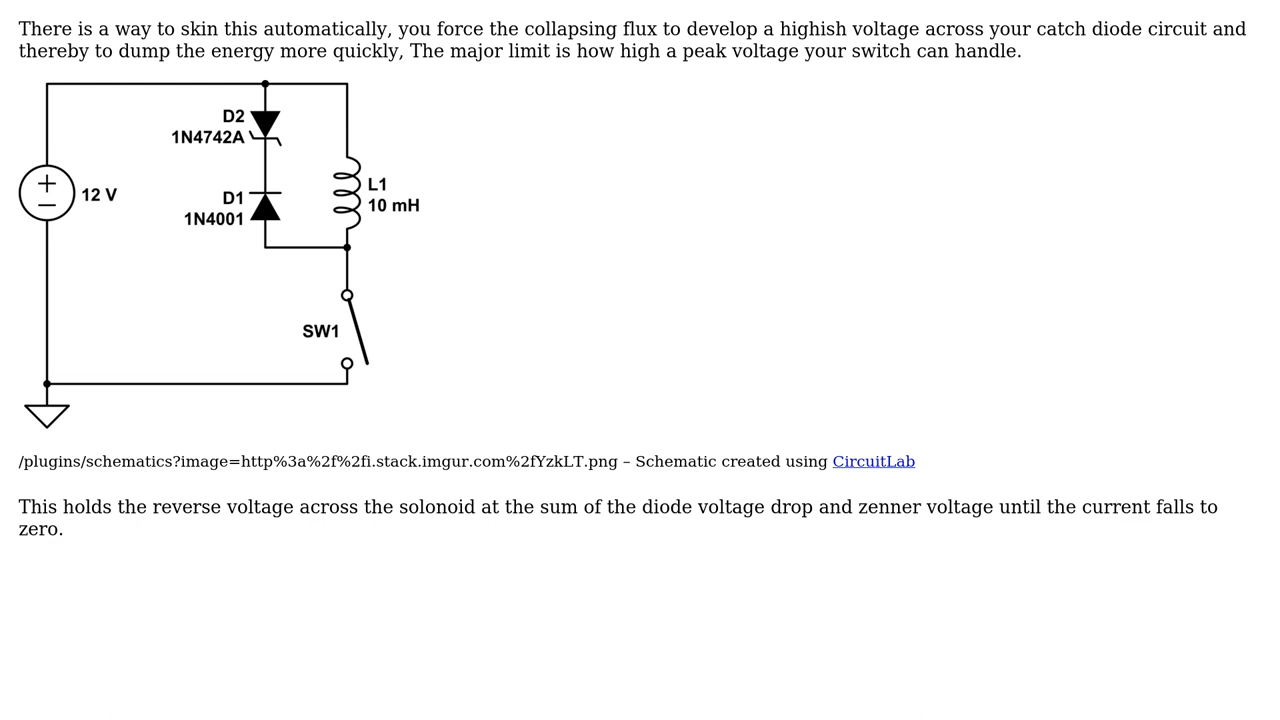 There is a way to skin this automatically, you force the collapsing flux to develop a highish voltage across your catch diode circuit and
thereby to dump the energy more quickly, The major limit is how high a peak voltage your switch can handle.
D2
1N4742A
12 V
D1
1N4001
L1
10 mH
SW1
/plugins/schematics?image=http%3a%2f%2fi.stack.imgur.com%2fYzkLT.png – Schematic created using CircuitLab
This holds the reverse voltage across the solonoid at the sum of the diode voltage drop and zenner voltage until the current falls to
zero.